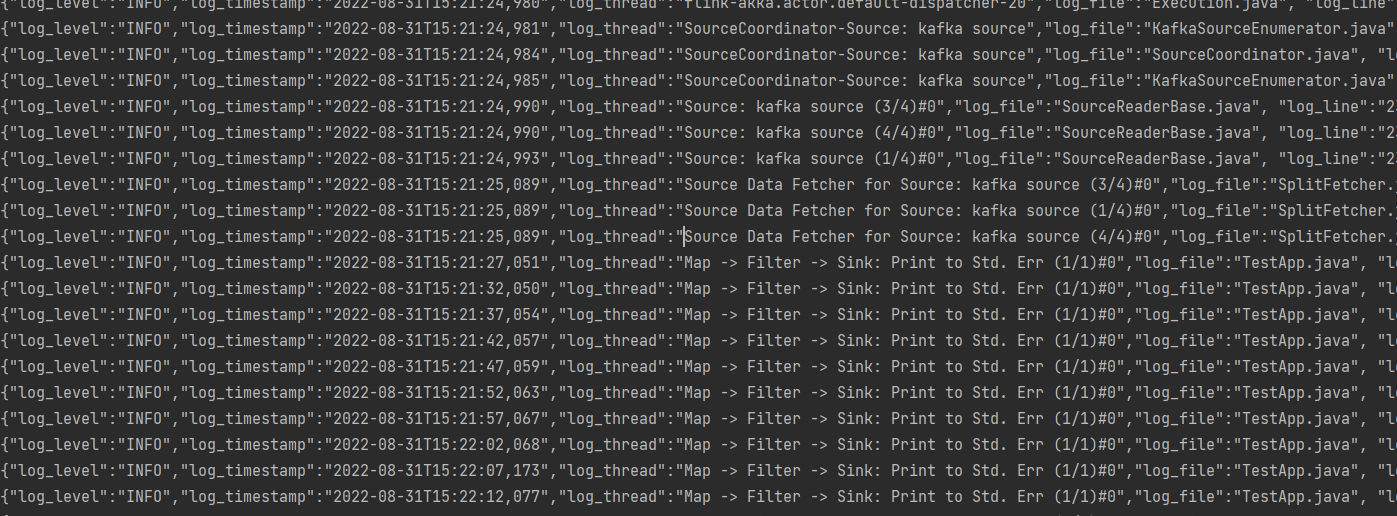 {"log_level":"INFO","log_timestamp":"2022-08-31T15:21:24,980","log_thread":"flink-akka.actor.default-dispatcher-20","log_file":"Execution.java", "log_line"
{"log_level":"INFO","log_timestamp":"2022-08-31T15:21:24,981","log_thread":"SourceCoordinator-Source: kafka source","log_file":"KafkaSourceEnumerator.java"
{"log_level":"INFO","log_timestamp":"2022-08-31T15:21:24,984","log_thread":"SourceCoordinator-Source: kafka source","log_file":"SourceCoordinator.java", "lo
{"log_level":"INFO","log_timestamp":"2022-08-31T15:21:24,985","log_thread":"SourceCoordinator-Source: kafka source","log_file":"KafkaSourceEnumerator.java"
{"log_level":"INFO","log_timestamp":"2022-08-31T15:21:24,990","log_thread":"Source: kafka source (3/4)#0","log_file":"SourceReaderBase.java", "log_line":"23
{"log_level":"INFO","log_timestamp":"2022-08-31T15:21:24,990","log_thread":"Source: kafka source (4/4)#0","log_file":"SourceReaderBase.java", "log_line":"23
{"log_level":"INFO","log_timestamp":"2022-08-31T15:21:24,993","log_thread":"Source: kafka source (1/4)#0","log_file":"SourceReaderBase.java", "log_line":"23
{"log_level":"INFO","log_timestamp":"2022-08-31T15:21:25,089","log_thread":"Source Data Fetcher for Source: kafka source (3/4)#0","log_file":"SplitFetcher.
{"log_level":"INFO","log_timestamp":"2022-08-31T15:21:25,089","log_thread":"Source Data Fetcher for Source: kafka source (1/4)#0","log_file":"SplitFetcher.
{"log_level":"INFO","log_timestamp":"2022-08-31T15:21:25,089","log_thread":"Source Data Fetcher for Source: kafka source (4/4)#0","log_file":"SplitFetcher.
{"log_level":"INFO","log_timestamp":"2022-08-31T15:21:27,051","log_thread":"Map -> Filter -> Sink: Print to Std. Err (1/1)#0","log_file":"TestApp.java", "lo
{"log_level":"INFO","log_timestamp":"2022-08-31T15:21:32,050","log_thread":"Map -> Filter -> Sink: Print to Std. Err (1/1)#0","log_file":"TestApp.java", "lo
{"log_level":"INFO","log_timestamp":"2022-08-31T15:21:37,054","log_thread":"Map -> Filter -> Sink: Print to Std. Err (1/1)#0","log_file":"TestApp.java", "lo
{"log_level":"INFO","log_timestamp":"2022-08-31T15:21:42,057","log_thread":"Map -> Filter -> Sink: Print to Std. Err (1/1)#0","log_file":"TestApp.java", "lo
{"log_level":"INFO","log_timestamp":"2022-08-31T15:21:47,059","log_thread":"Map -> Filter -> Sink: Print to Std. Err (1/1)#0","log_file":"TestApp.java", "lo
{"log_level":"INFO","log_timestamp":"2022-08-31T15:21:52,063","log_thread":"Map -> Filter -> Sink: Print to Std. Err (1/1)#0","log_file":"TestApp.java", "lo
{"log_level":"INFO","log_timestamp":"2022-08-31T15:21:57,067","log_thread":"Map -> Filter -> Sink: Print to Std. Err (1/1)#0","log_file":"TestApp.java", "lo
{"log_level":"INFO","log_timestamp":"2022-08-31T15:22:02,068","log_thread":"Map -> Filter -> Sink: Print to Std. Err (1/1)#0","log_file":"TestApp.java", "lo
{"log_level":"INFO","log_timestamp":"2022-08-31T15:22:07,173","log_thread":"Map -> Filter -> Sink: Print to Std. Err (1/1)#0","log_file":"TestApp.java", "lo
{"log_level":"INFO","log_timestamp":"2022-08-31T15:22:12,077","log_thread":"Map -> Filter -> Sink: Print to Std. Err (1/1)#0","log_file":"TestApp.java", "lo